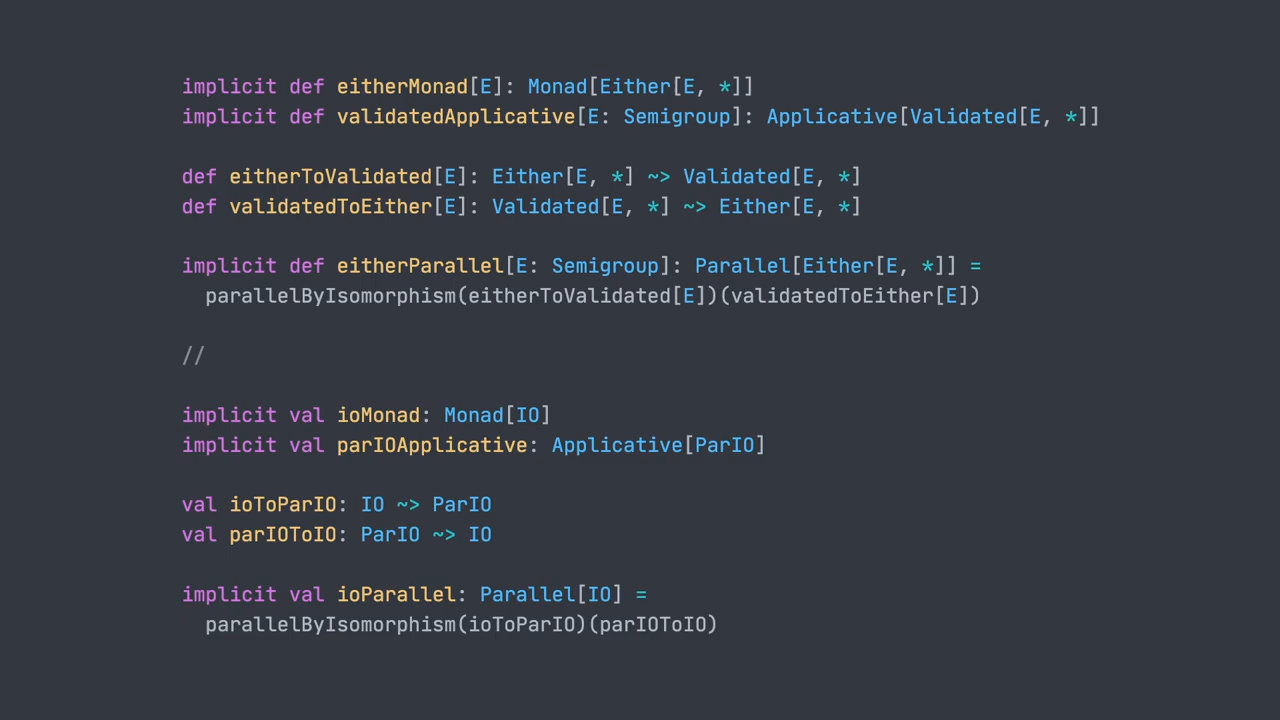 implicit def eitherMonad[E]: Monad[Either[E, *]]
implicit def validatedApplicative[E: Semigroup]: Applicative[Validated[E, *]]
def eitherToValidated[E]: Either[E, *] ~> Validated[E, *]
def validatedToEither[E]: Validated[E, *] ~> Either[E, *]
implicit def eitherParallel[E: Semigroup]: Parallel[Either[E, *]] =
parallelByIsomorphism(eitherToValidated[E])(validatedToEither[E])
//
implicit val ioMonad: Monad[IO]
implicit val parIOApplicative: Applicative[ParIO]
val ioToParIO: IO ~> ParIO
val parIOToIO: ParIO ~> IO
implicit val ioParallel: Parallel[IO] =
parallelByIsomorphism(ioToParIO)(parIOToIO)